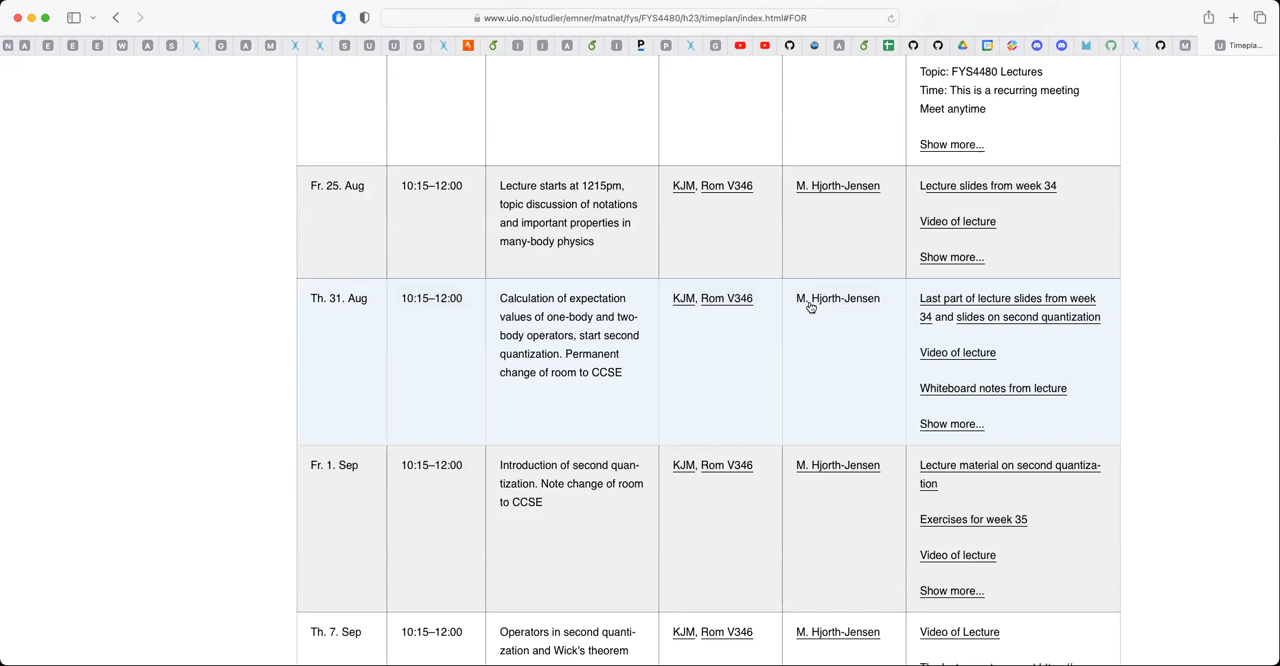 www.uio.no/studier/emner/matnat/fys/FYS4480/h23/timeplan/index.html#FOR
N A E E E W A S G A M S U U G I I A I P P G A M U Timepla...
Topic: FYS4480 Lectures
Time: This is a recurring meeting
Meet anytime
Show more...
Fr. 25. Aug
10:15–12:00
Lecture starts at 1215pm,
topic discussion of notations
and important properties in
many-body physics
KJM, Rom V346
M. Hjorth-Jensen
Lecture slides from week 34
Video of lecture
Show more...
Th. 31. Aug
10:15–12:00
Calculation of expectation
values of one-body and two-
body operators, start second
quantization. Permanent
change of room to CCSE
KJM, Rom V346
M. Hjorth-Jensen
Last part of lecture slides from week
34 and slides on second quantization
Video of lecture
Whiteboard notes from lecture
Show more...
Fr. 1. Sep
10:15–12:00
Introduction of second quan-
tization. Note change of room
to CCSE
KJM, Rom V346
M. Hjorth-Jensen
Lecture material on second quantiza-
tion
Exercises for week 35
Video of lecture
Show more...
Th. 7. Sep
10:15–12:00
Operators in second quanti-
zation and Wick's theorem
KJM, Rom V346
M. Hjorth-Jensen
Video of Lecture